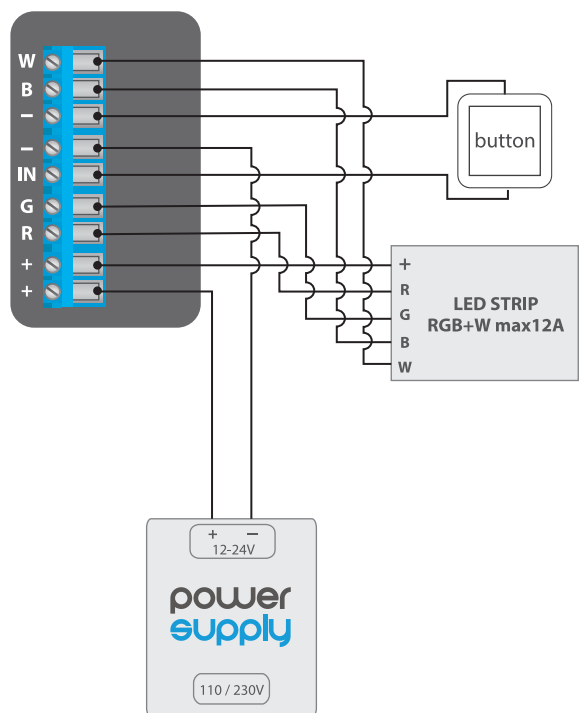 W
B
−
−
IN
G
R
+
+
button
+
R
G
B
W
LED STRIP
RGB+W max12A
+ −
12-24V
power
supply
110 / 230V